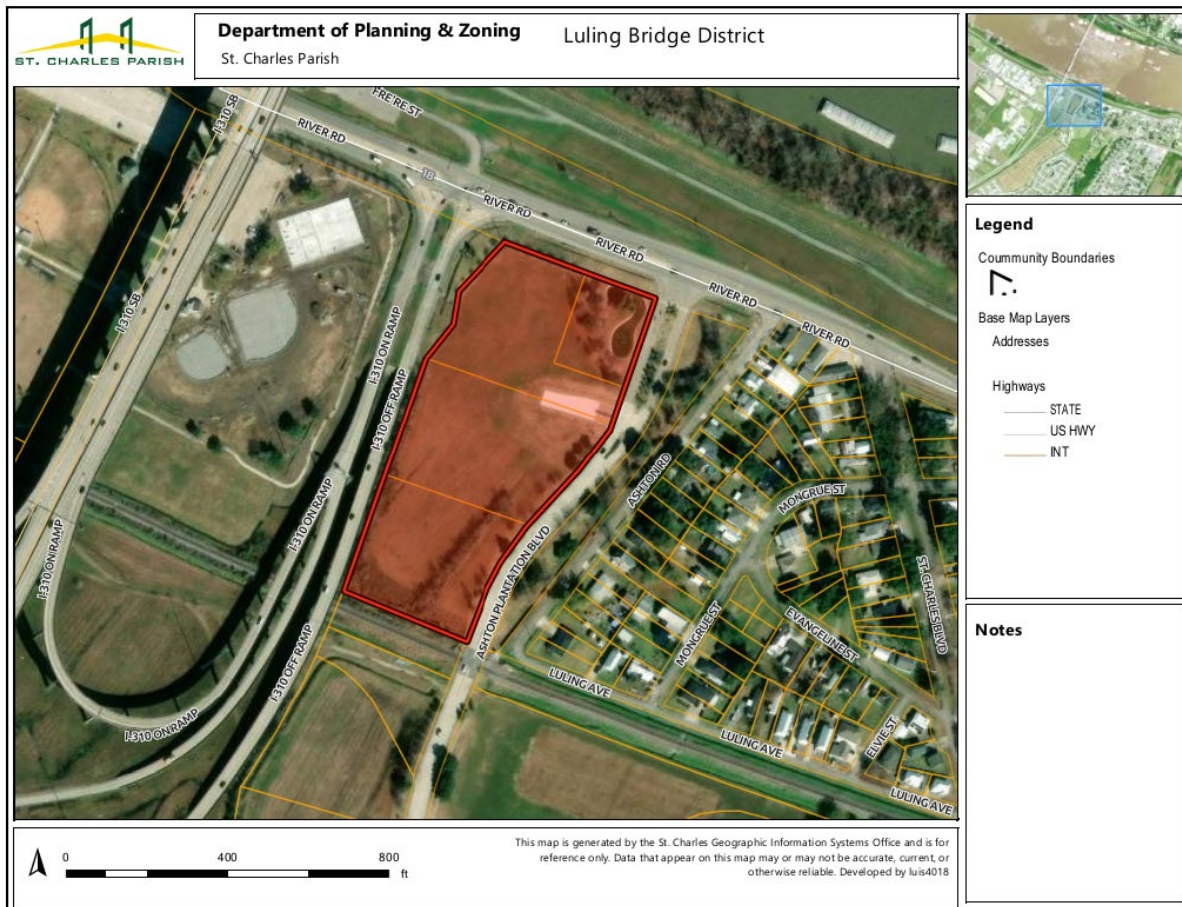 ST. CHARLES PARISH
Department of Planning & Zoning
St. Charles Parish
Luling Bridge District
I-310 SB
FRE'RE ST
RIVER RD
18
RIVER RD
RIVER RD
RIVER RD
RIVER RD
I-310 SB
I-310 ON RAMP
I-310 OFF RAMP
ASHTON RD
MONGRUE ST
I-310 ON RAMP
I-310 ON RAMP
I-310 ON RAMP
ASHTON PLANTATION BLVD
ST. CHARLES BLVD
MONGRUE ST
EVANGELINE ST
I-310 OFF RAMP
LULING AVE
I-310 ON RAMP
LULING AVE
ELVIE ST
LULING AVE
Legend
Coummunity Boundaries
Base Map Layers
Addresses
Highways
STATE
US HWY
INT
Notes
0 400 800
ft
This map is generated by the St. Charles Geographic Information Systems Office and is for
reference only. Data that appear on this map may or may not be accurate, current, or
otherwise reliable. Developed by luis4018